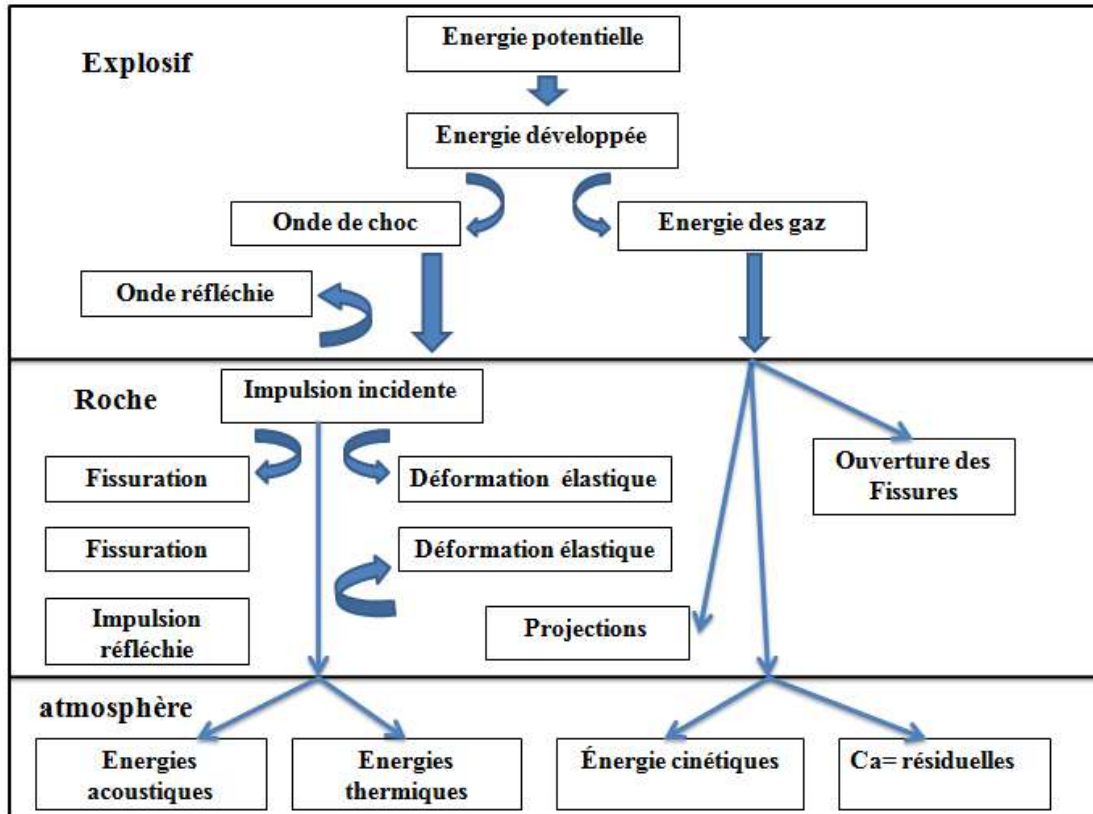 Energie potentielle
Explosif
Energie développée
Onde de choc
Energie des gaz
Onde réfléchie
Roche
Impulsion incidente
Ouverture des
Fissures
Fissuration
Déformation élastique
Fissuration
Déformation élastique
Impulsion
réfléchie
Projections
atmosphère
Energies
acoustiques
Energies
thermiques
Énergie cinétiques
Ca= résiduelles